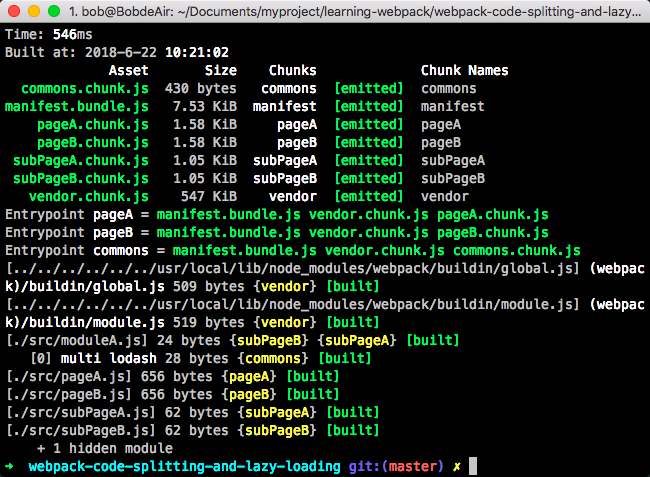 1. bob@BobdeAir: ~/Documents/myproject/learning-webpack/webpack-code-splitting-and-lazy...
Time: 546ms
Built at: 2018-6-22 10:21:02
Asset Size Chunks Chunk Names
commons.chunk.js 430 bytes commons [emitted] commons
manifest.bundle.js 7.53 KiB manifest [emitted] manifest
pageA.chunk.js 1.58 KiB pageA [emitted] pageA
pageB.chunk.js 1.58 KiB pageB [emitted] pageB
subPageA.chunk.js 1.05 KiB subPageA [emitted] subPageA
subPageB.chunk.js 1.05 KiB subPageB [emitted] subPageB
vendor.chunk.js 547 KiB vendor [emitted] vendor
Entrypoint pageA = manifest.bundle.js vendor.chunk.js pageA.chunk.js
Entrypoint pageB = manifest.bundle.js vendor.chunk.js pageB.chunk.js
Entrypoint commons = manifest.bundle.js vendor.chunk.js commons.chunk.js
[../../../../../../usr/local/lib/node_modules/webpack/buildin/global.js] (webpac
k)/buildin/global.js 509 bytes {vendor} [built]
[../../../../../../usr/local/lib/node_modules/webpack/buildin/module.js] (webpac
k)/buildin/module.js 519 bytes {vendor} [built]
[./src/moduleA.js] 24 bytes {subPageB} {subPageA} [built]
[0] multi lodash 28 bytes {commons} [built]
[./src/pageA.js] 656 bytes {pageA} [built]
[./src/pageB.js] 656 bytes {pageB} [built]
[./src/subPageA.js] 62 bytes {subPageA} [built]
[./src/subPageB.js] 62 bytes {subPageB} [built]
+ 1 hidden module
➜ webpack-code-splitting-and-lazy-loading git:(master) ✗